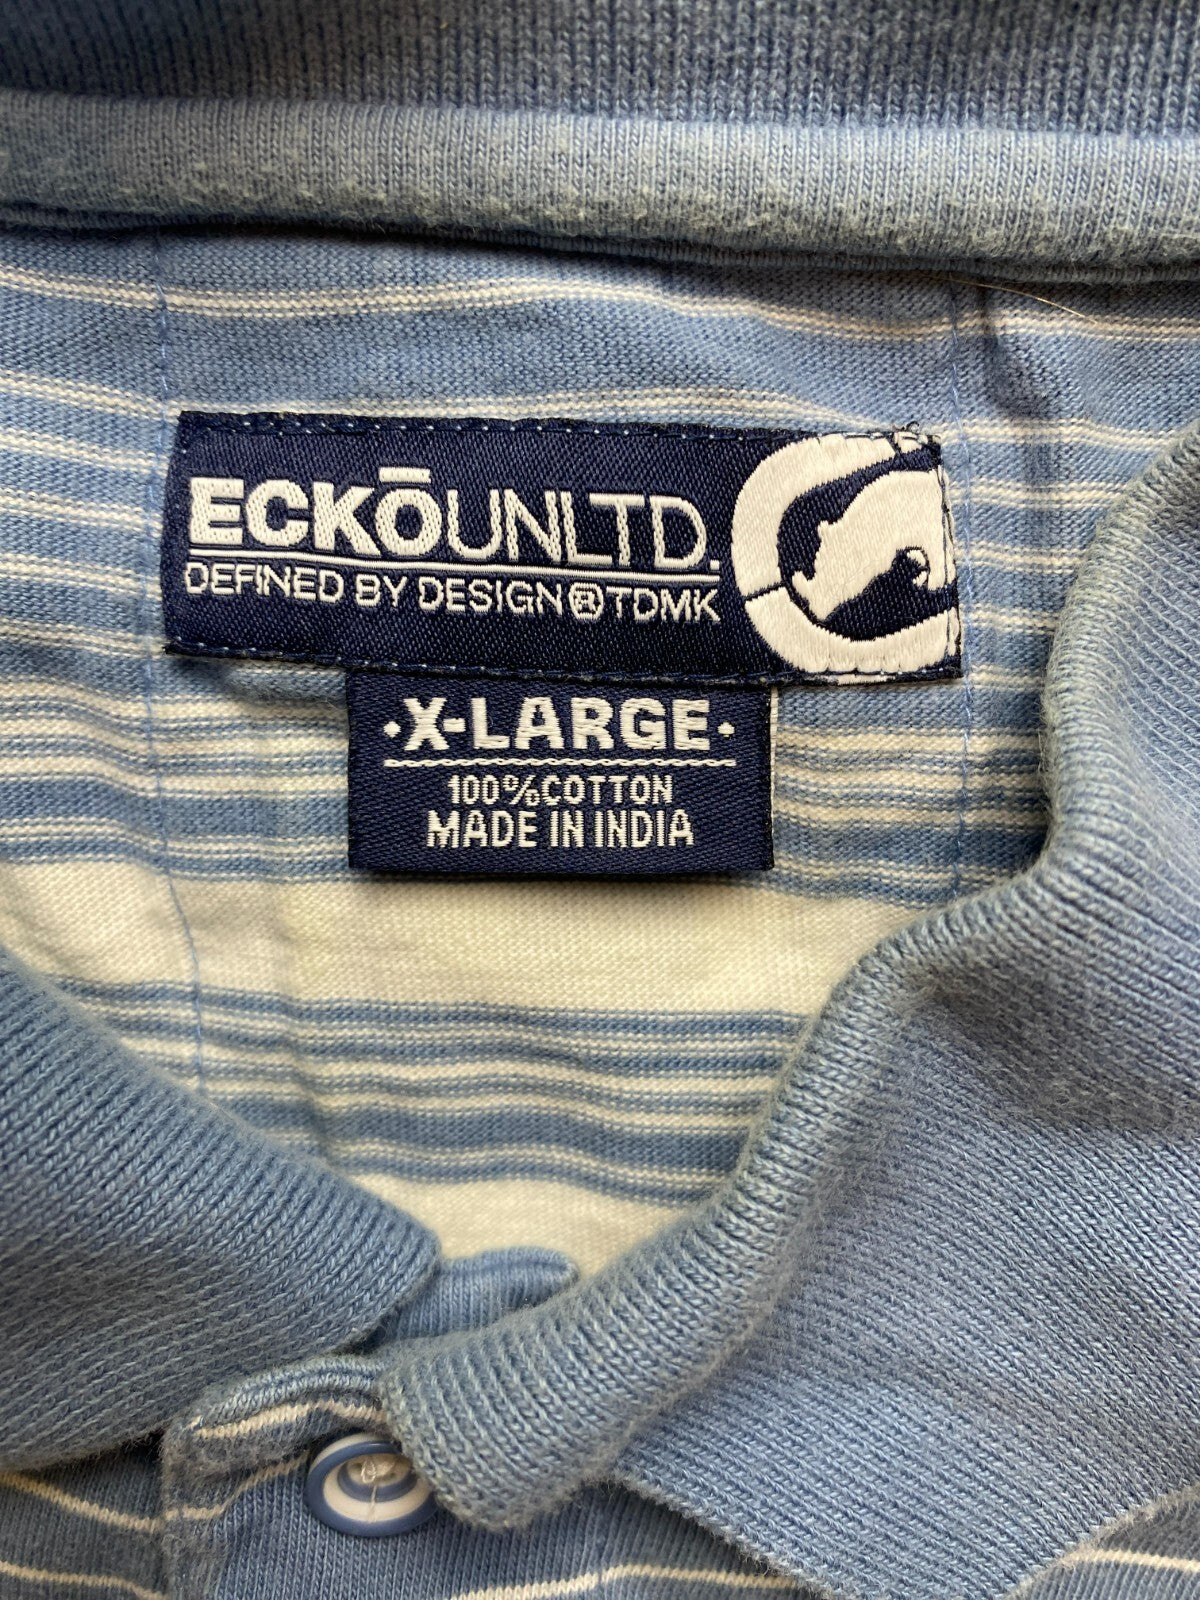 ECKŌUNLTD.
DEFINED BY DESIGN®TDMK
·X-LARGE·
100%COTTON
MADE IN INDIA